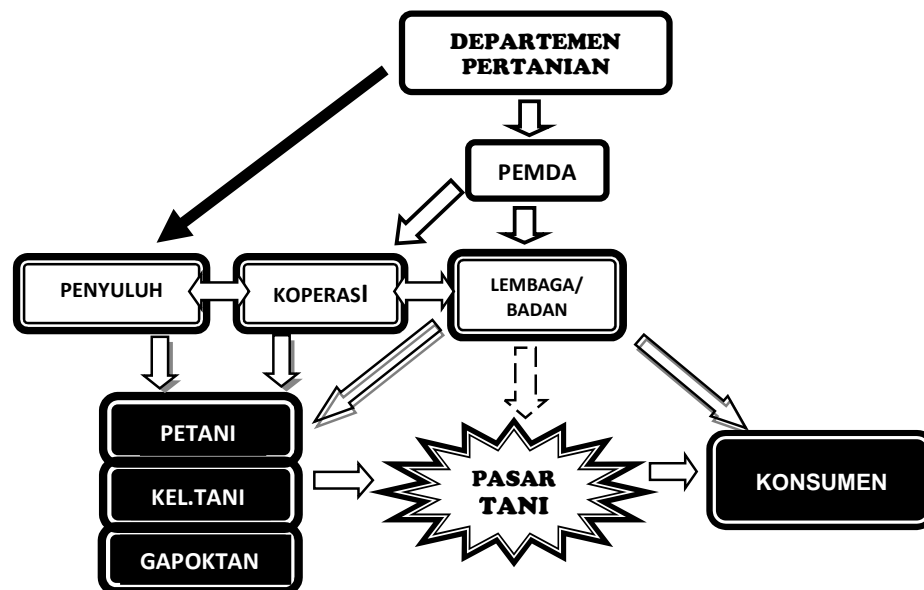 DEPARTEMEN
PERTANIAN
PEMDA
PENYULUH
KOPERASI
LEMBAGA/
BADAN
PETANI
KEL.TANI
GAPOKTAN
PASAR
TANI
KONSUMEN